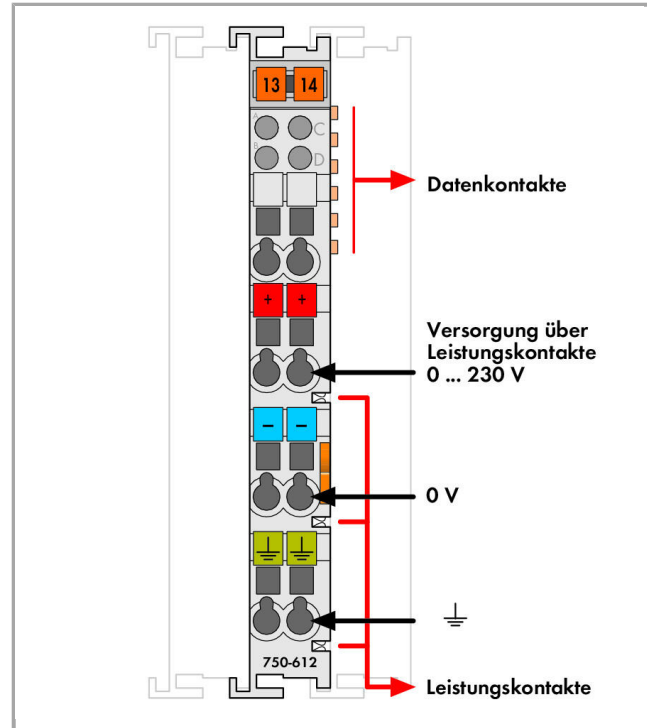 13 14
A C
B D
Datenkontakte
+ +
Versorgung über
Leistungskontakte
0 ... 230 V
− −
0 V
750-612
Leistungskontakte